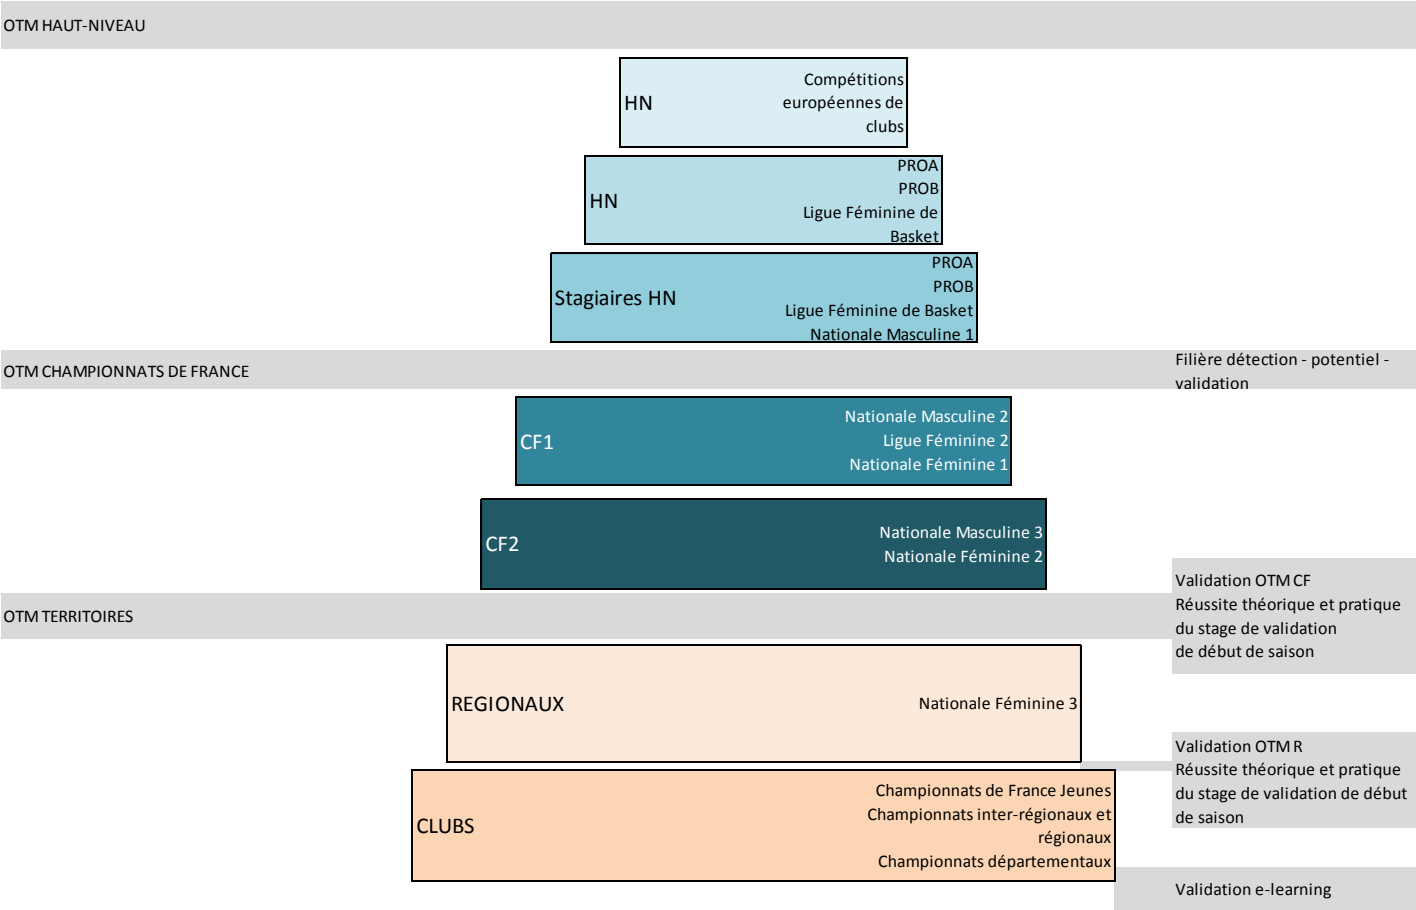 OTM HAUT-NIVEAU
HN
Compétitions
européennes de
clubs
HN
PROA
PROB
Ligue Féminine de
Basket
Stagiaires HN
PROA
PROB
Ligue Féminine de Basket
Nationale Masculine 1
OTM CHAMPIONNATS DE FRANCE
Filière détection - potentiel -
validation
CF1
Nationale Masculine 2
Ligue Féminine 2
Nationale Féminine 1
CF2
Nationale Masculine 3
Nationale Féminine 2
Validation OTM CF
Réussite théorique et pratique
du stage de validation
de début de saison
OTM TERRITOIRES
REGIONAUX
Nationale Féminine 3
Validation OTM R
Réussite théorique et pratique
du stage de validation de début
de saison
CLUBS
Championnats de France Jeunes
Championnats inter-régionaux et
régionaux
Championnats départementaux
Validation e-learning